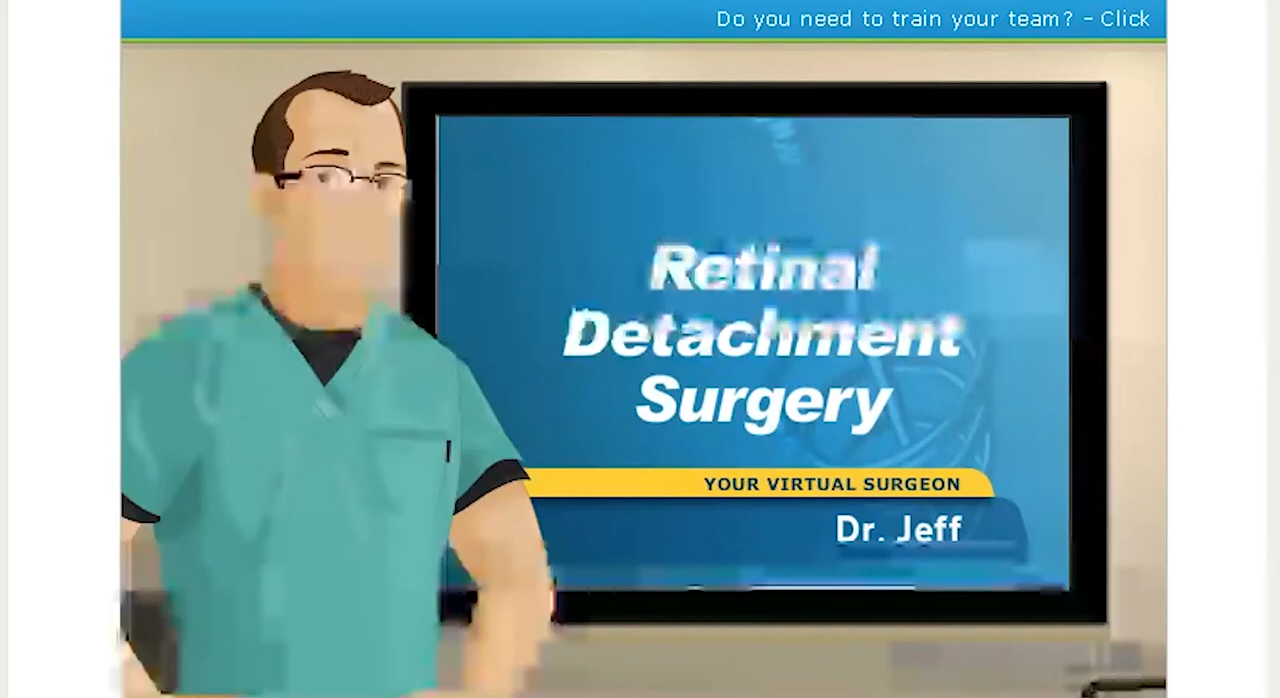 Do you need to train your team? – Click
Retinal
Detachment
Surgery
YOUR VIRTUAL SURGEON
Dr. Jeff